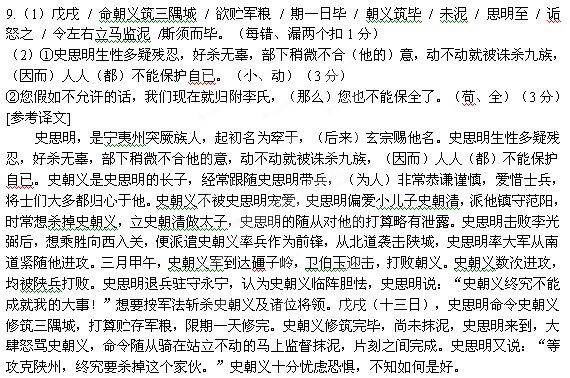 9.（1）戊戌 / 命朝义筑三隅城 / 欲贮军粮 / 期一日毕 / 朝义筑毕 / 未泥 / 思明至 / 诟
怒之 / 令左右立马监泥 /斯须而毕。（每错、漏两个扣 1 分）
（2）①史思明生性多疑残忍，好杀无辜，部下稍微不合（他的）意，动不动就被诛杀九族，
（因而）人人（都）不能保护自己。（小、动）（3 分）
②您假如不允许的话，我们现在就归附李氏，（那么）您也不能保全了。（苟、全）（3 分）
[参考译文]
史思明，是宁夷州突厥族人，起初名为窣于，（后来）玄宗赐他名。史思明生性多疑残
忍，好杀无辜，部下稍微不合他的意，动不动就被诛杀九族，（因而）人人（都）不能保护
自己。史朝义是史思明的长子，经常跟随史思明带兵，（为人）非常恭谦谨慎，爱惜士兵，
将士们大多都归心于他。史朝义不被史思明宠爱，史思明偏爱小儿子史朝清，派他镇守范阳，
时常想杀掉史朝义，立史朝清做太子，史思明的随从对他的打算略有泄露。史思明击败李光
弼后，想乘胜向西入关，便派遣史朝义率兵作为前锋，从北道袭击陕城，史思明率大军从南
道紧随他进攻。三月甲午，史朝义军到达礓子岭，卫伯玉迎击，打败朝义。史朝义数次进攻，
均被陕兵打败。史思明退兵驻守永宁，认为史朝义临阵胆怯，史思明说：“史朝义终究不能
成就我的大事！”想要按军法斩杀史朝义及诸位将领。戊戌（十三日），史思明命令史朝义
修筑三隅城，打算贮存军粮，限期一天修完。史朝义修筑完毕，尚未抹泥，史思明来到，大
肆怒骂史朝义，命令随从骑在站立不动的马上监督抹泥，片刻之间完成。史思明又说：“等
攻克陕州，终究要杀掉这个家伙。”史朝义十分忧虑恐惧，不知如何是好。